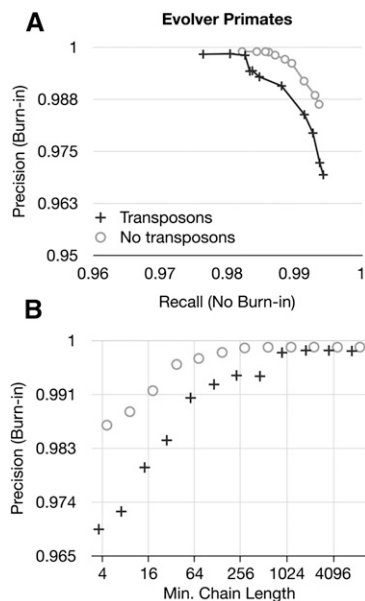 A
Evolver Primates
Precision (Burn-in)
1
0.988
0.975
0.963
0.95
Transposons
No transposons
0.96
0.97
0.98
0.99
1
Recall (No Burn-in)
B
Precision (Burn-in)
1
0.991
0.983
0.974
0.965
4
16
64
256
1024
4096
Min. Chain Length